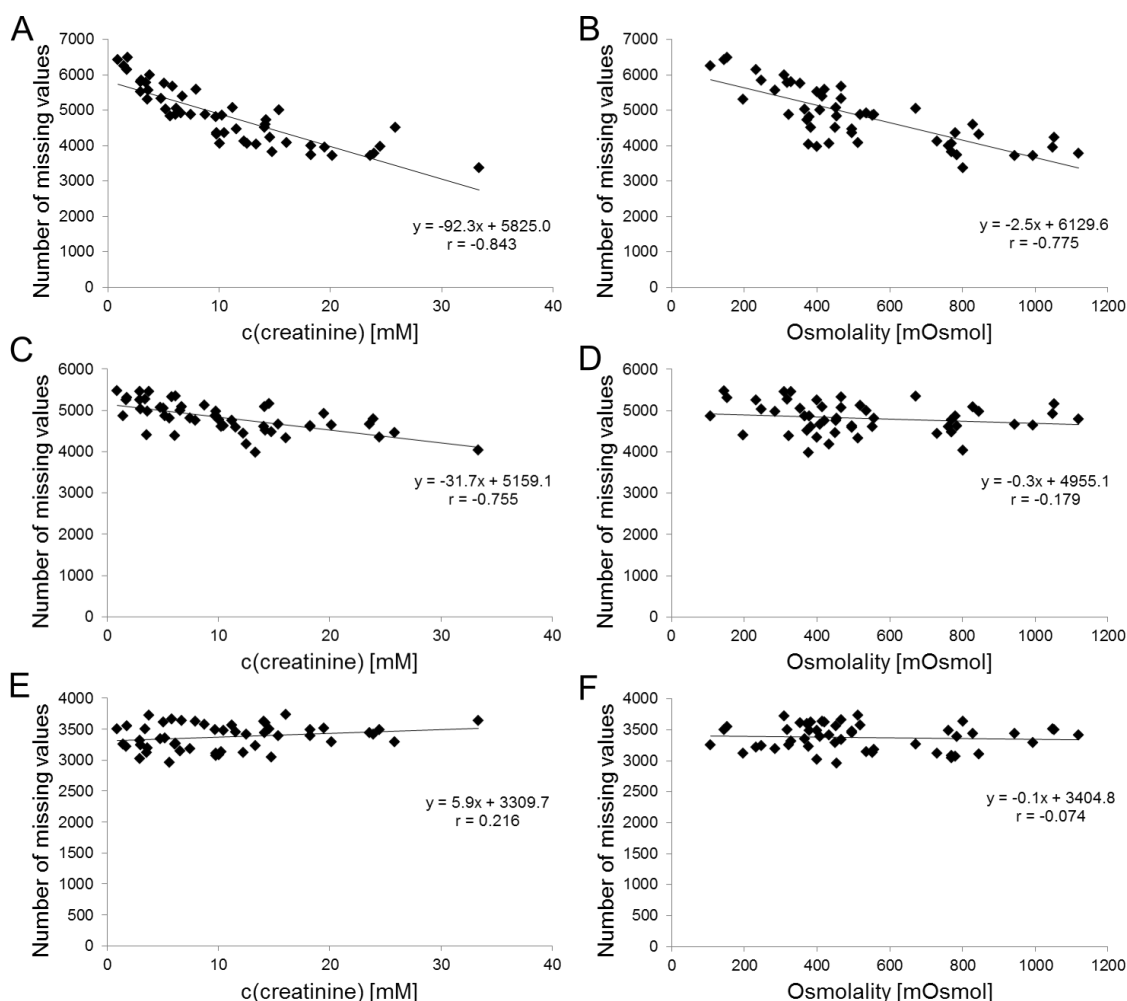 A
Number of missing values
7000
6000
5000
4000
3000
2000
1000
0
0
10
20
30
40
c(creatinine) [mM]
y = -92.3x + 5825.0
r = -0.843
B
Number of missing values
7000
6000
5000
4000
3000
2000
1000
0
0
200
400
600
800
1000
1200
Osmolality [mOsmol]
y = -2.5x + 6129.6
r = -0.775
C
Number of missing values
6000
5000
4000
3000
2000
1000
0
0
10
20
30
40
c(creatinine) [mM]
y = -31.7x + 5159.1
r = -0.755
D
Number of missing values
6000
5000
4000
3000
2000
1000
0
0
200
400
600
800
1000
1200
Osmolality [mOsmol]
y = -0.3x + 4955.1
r = -0.179
E
Number of missing values
4000
3500
3000
2500
2000
1500
1000
500
0
0
10
20
30
40
c(creatinine) [mM]
y = 5.9x + 3309.7
r = 0.216
F
Number of missing values
4000
3500
3000
2500
2000
1500
1000
500
0
0
200
400
600
800
1000
1200
Osmolality [mOsmol]
y = -0.1x + 3404.8
r = -0.074